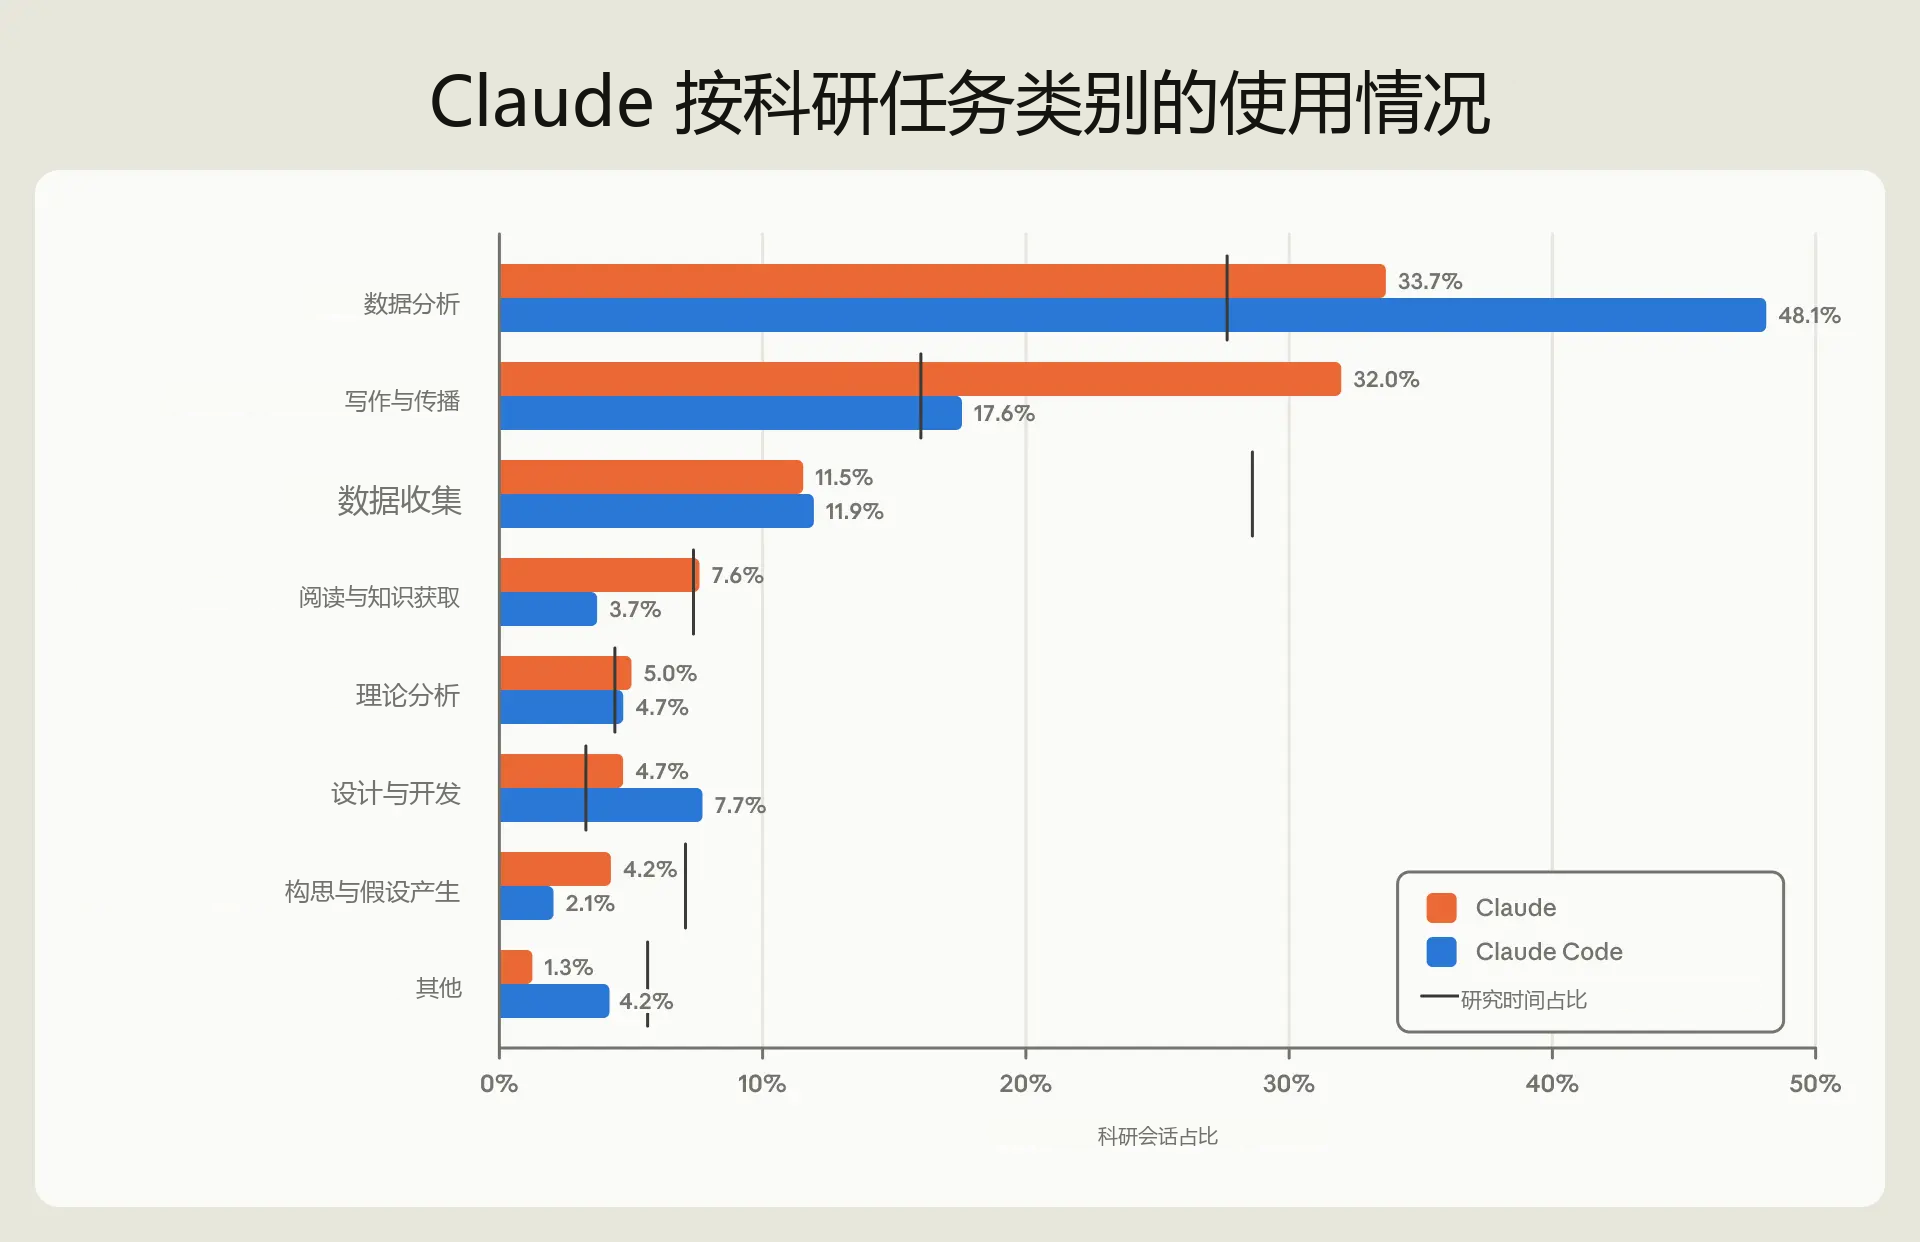 Claude 按科研任务类别的使用情况
数据分析
33.7%
48.1%
写作与传播
32.0%
17.6%
数据收集
11.5%
11.9%
阅读与知识获取
7.6%
3.7%
理论分析
5.0%
4.7%
设计与开发
4.7%
7.7%
构思与假设产生
4.2%
2.1%
其他
1.3%
4.2%
Claude
Claude Code
研究时间占比
0% 10% 20% 30% 40% 50%
科研会话占比